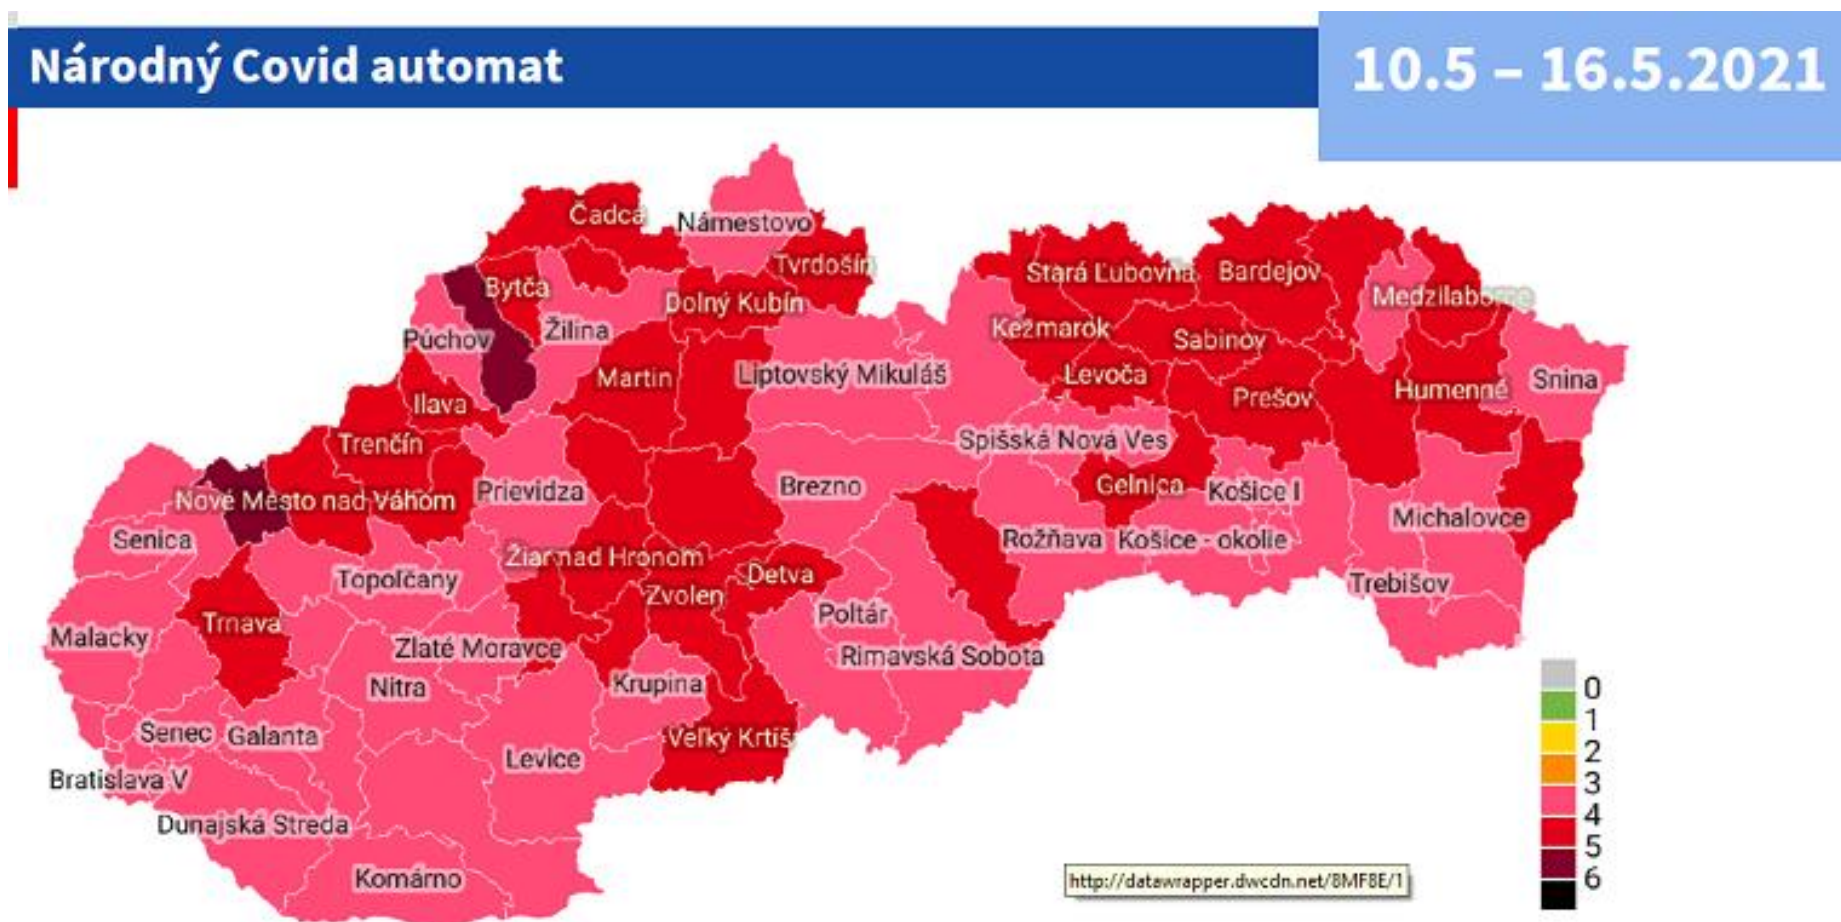 Národný Covid automat
10.5 – 16.5.2021
Čadca
Námestovo
Tvrdošín
Stará Ľubovňa
Bardejov
Bytča
Dolný Kubín
Medzilaborce
Púchov
Žilina
Kežmarok
Sabinov
Martin
Liptovský Mikuláš
Levoča
Snina
Ilava
Prešov
Humenné
Trenčín
Spišská Nová Ves
Nové Mesto nad Váhom
Prievidza
Brezno
Gelnica
Košice I
Michalovce
Senica
Rožňava
Košice - okolie
Topoľčany
Žiar nad Hronom
Detva
Trebišov
Zvolen
Poltár
Trnava
Malacky
Zlaté Moravce
Rimavská Sobota
Nitra
Krupina
Senec
Galanta
Veľký Krtíš
Levice
Bratislava V
Dunajská Streda
Komárno
0
1
2
3
4
5
6
http://datawrapper.dwcdn.net/8MF8E/1